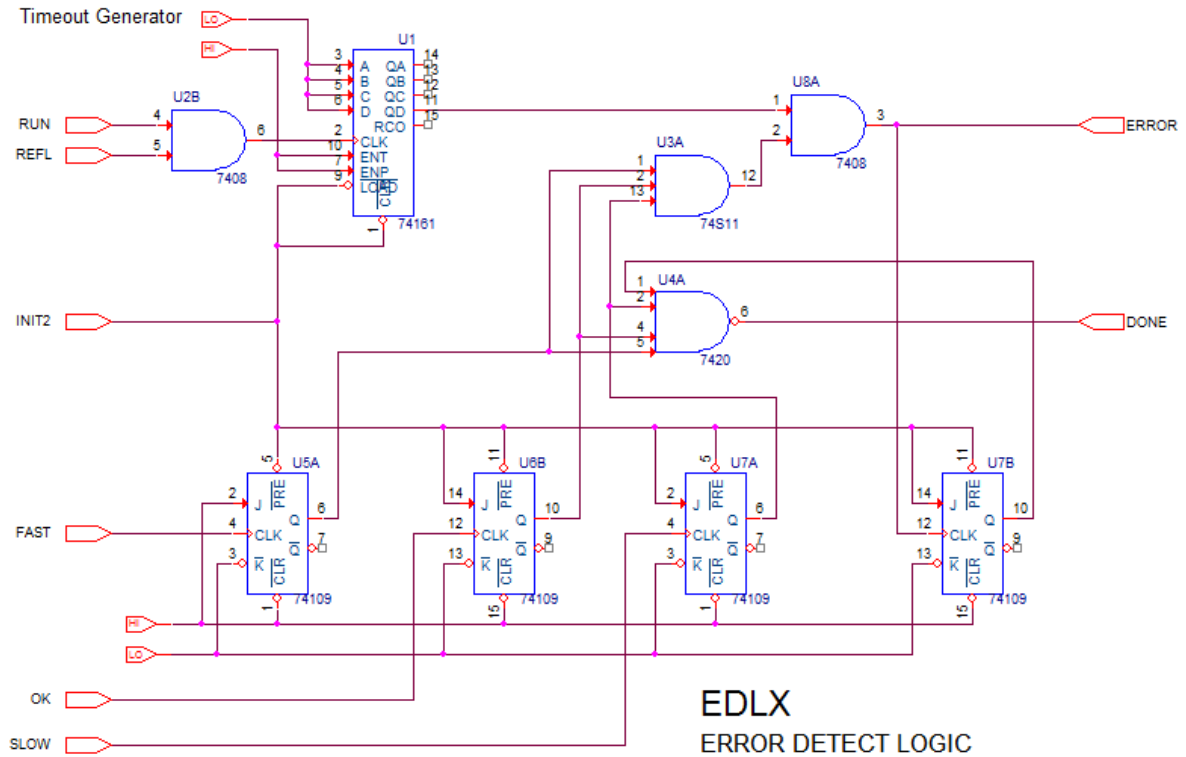 Timeout Generator
LO
HI
U1
3 A QA 14
4 B QB 13
5 C QC 12
6 D QD 11
RCO 15
2 CLK
10 ENT
7 ENP
9 LOAD
CLR
1
74161
U2B
RUN 4
6
REFL 5
7408
U8A
1
3
2
7408
ERROR
U3A
1
2
13
12
74S11
U4A
1
2
4
5
6
7420
DONE
INIT2
U5A
5
2 J PRE
Q 6
FAST
4 CLK
Q 7
3 K CLR
1
74109
U6B
11
14 J PRE
Q 10
12 CLK
Q 9
13 K CLR
15
74109
U7A
5
2 J PRE
Q 6
4 CLK
Q 7
3 K CLR
1
74109
U7B
11
14 J PRE
Q 10
12 CLK
Q 9
13 K CLR
15
74109
HI
LO
OK
SLOW
EDLX
ERROR DETECT LOGIC